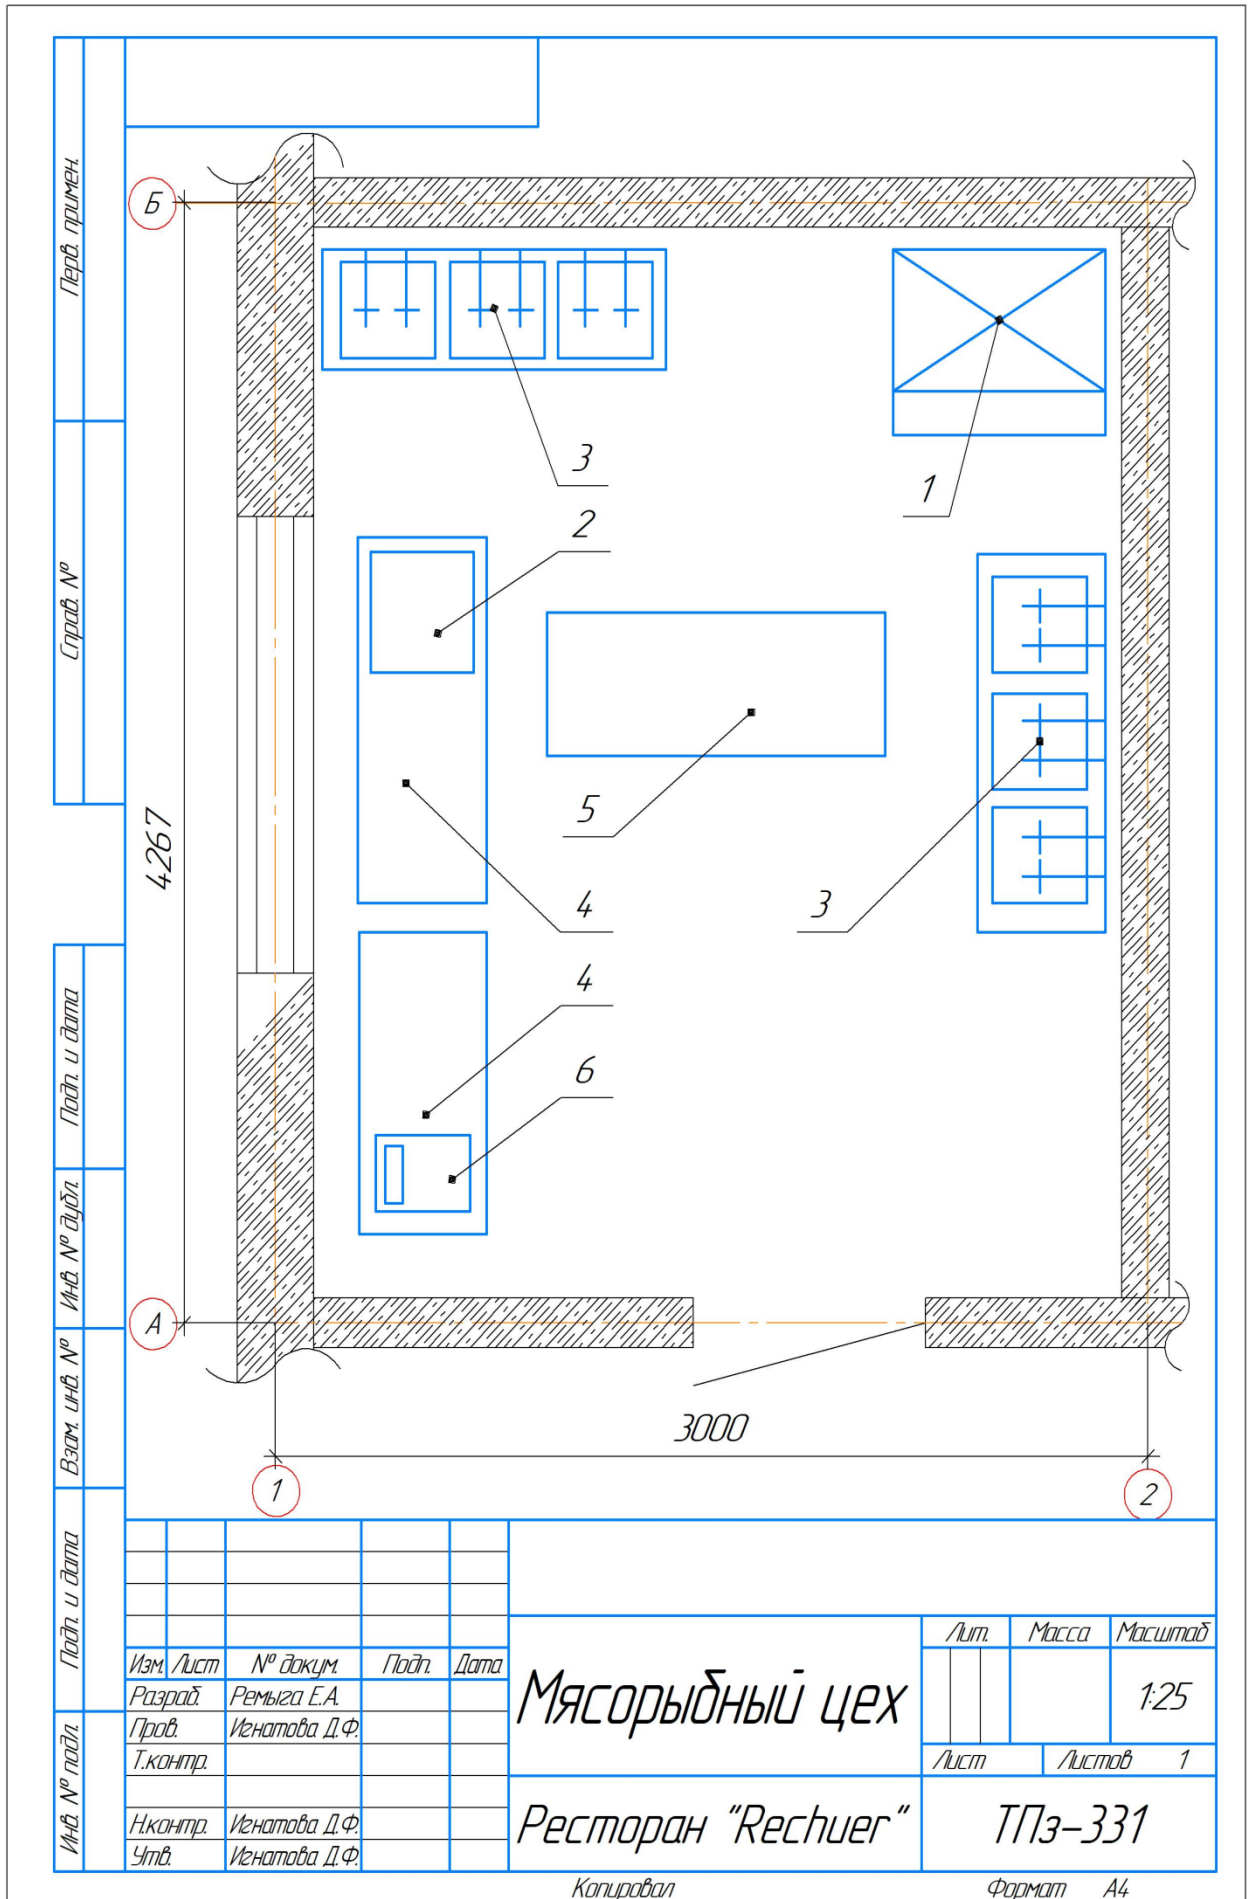 Перв. примен.
Справ. №
Подп. и дата
Инв. № дубл.
Взам. инв. №
Подп. и дата
Инв. № подл.
Б
3
1
2
5
4267
4
3
4
6
А
3000
1
2
Изм. Лист № докум. Подп. Дата
Разраб. Ремыга Е.А.
Пров. Игнатова Д.Ф.
Т.контр.
Н.контр. Игнатова Д.Ф.
Утв. Игнатова Д.Ф.
Мясорыбный цех
Ресторан "Rechuer"
Лит. Масса Масштаб
1:25
Лист Листов 1
ТПз-331
Копировал Формат А4